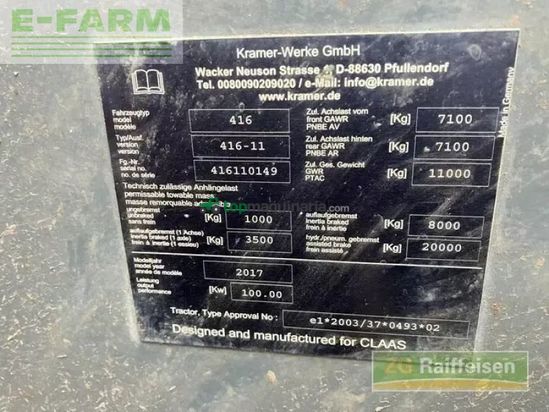 E-FARM
Kramer-Werke GmbH
Wacker Neuson Strasse 1, D-88630 Pfullendorf
Tel. 0080090209020 / e-Mail: info@kramer.de
www.kramer.de
Fahrzeugtyp
model
modèle
416
Zul. Achslast vorn
front GAWR
PNBE AV
[Kg] 7100
Typ/Ausf.
version
version
416-11
Zul. Achslast hinten
rear GAWR
PNBE AR
[Kg] 7100
Fg.-Nr.
serial no.
no. de série
416110149
Zul. Ges. Gewicht
GWR
PTAC
[Kg] 11000
Technisch zulässige Anhängelast
permissable towable mass
masse remorquable
topmaquinaria.com
ungebremst
unbraked
sans frein
[Kg] 1000
auflaufgebremst
inertia braked
frein à inertie
[Kg] 8000
auflaufgebremst (1 Achse)
inertia braked (1 axle)
frein à inertie (1 essieu)
[Kg] 3500
hydr./pneum. gebremst
assisted brake
frein assisté
[Kg] 20000
Modelljahr
model year
année de modèle
2017
Leistung
output
performance
[Kw] 100.00
Tractor, Type Approval No :
e1*2003/37*0493*02
Designed and manufactured for CLAAS
Made in Germany
ZG Raiffeisen